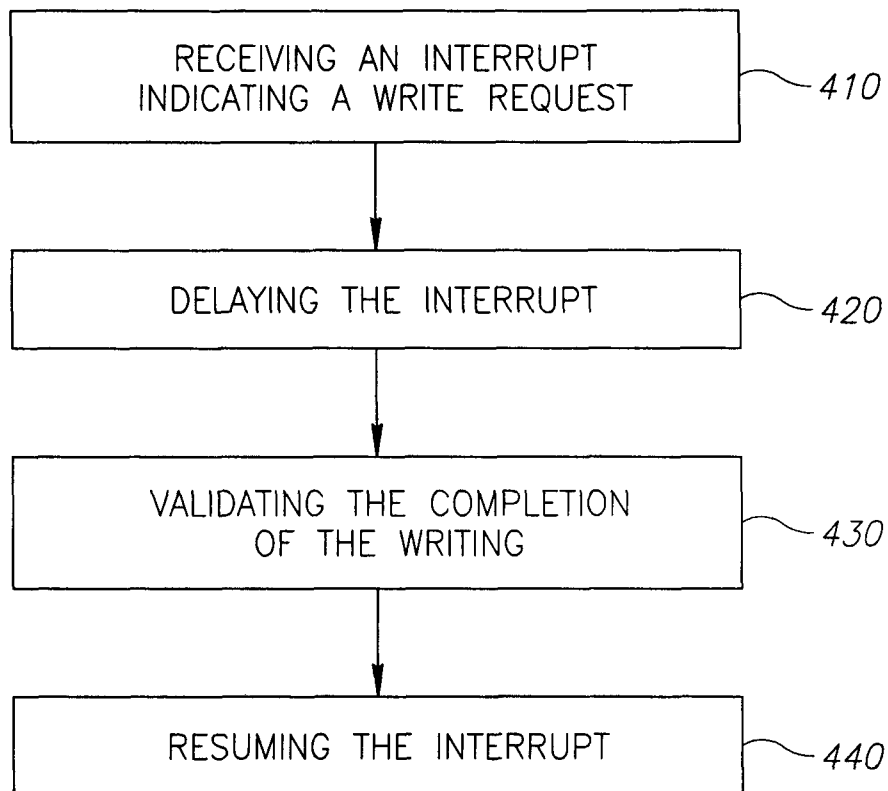 RECEIVING AN INTERRUPT
INDICATING A WRITE REQUEST
410
DELAYING THE INTERRUPT
420
VALIDATING THE COMPLETION
OF THE WRITING
430
RESUMING THE INTERRUPT
440